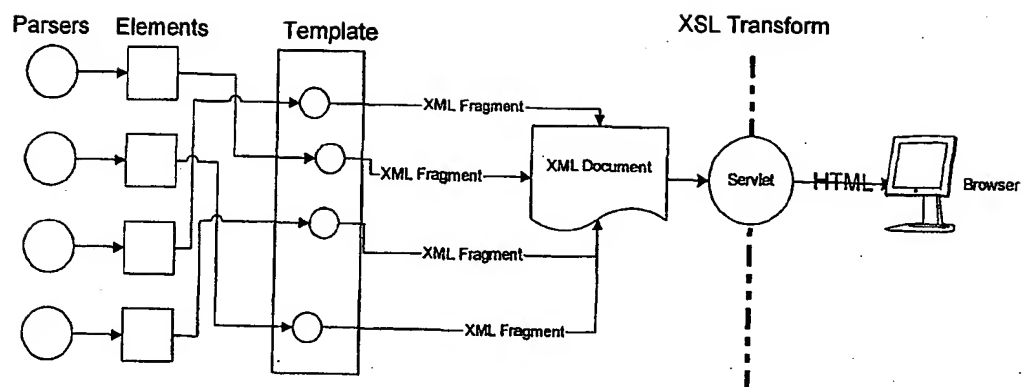 Parsers
Elements
Template
XSL Transform
XML Fragment
XML Fragment
XML Document
Servlet
HTML
Browser
XML Fragment
XML Fragment